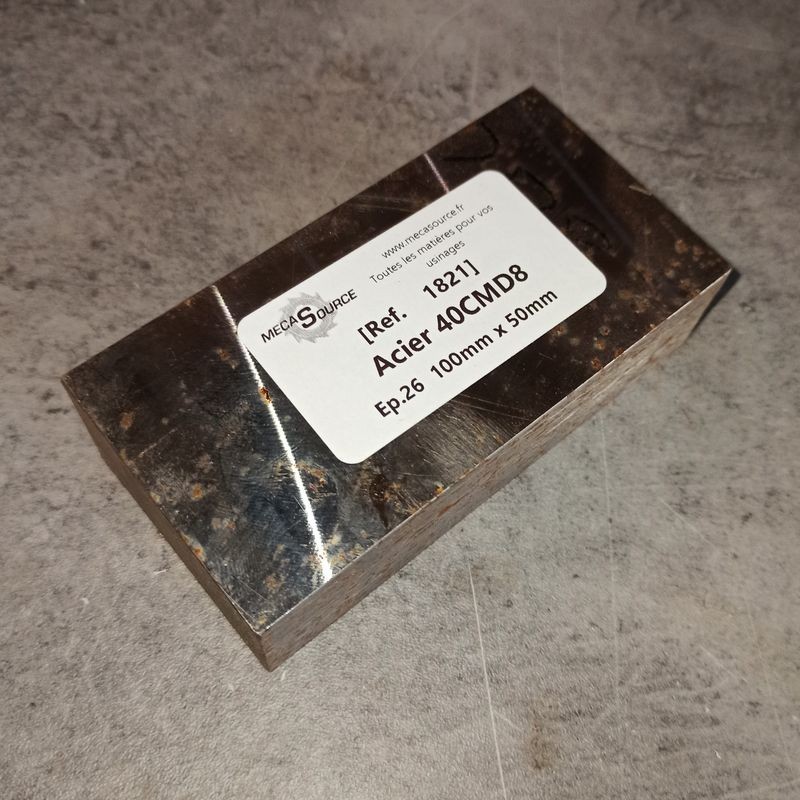 www.mecasource.fr
Toutes les matières pour vos
usinages
MECASOURCE
[Ref. 1821]
Acier 40CMD8
Ep.26 100mm x 50mm